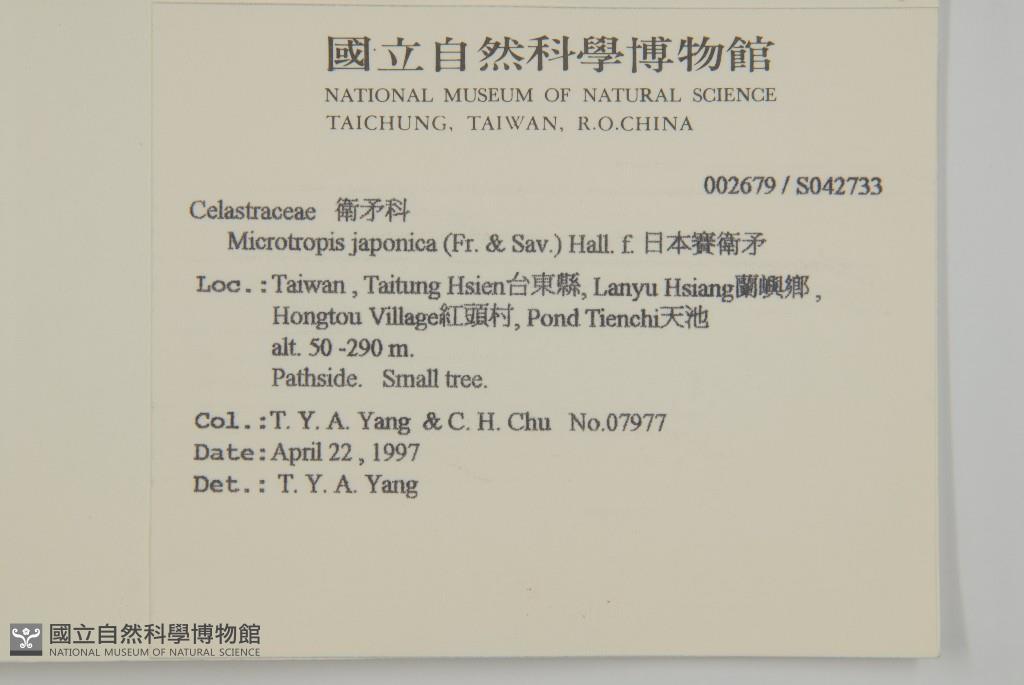 國立自然科學博物館
NATIONAL MUSEUM OF NATURAL SCIENCE
TAICHUNG, TAIWAN, R.O.CHINA
002679 / S042733
Celastraceae 衛矛科
Microtropis japonica (Fr. & Sav.) Hall. f. 日本賽衛矛
Loc.: Taiwan , Taitung Hsien台東縣, Lanyu Hsiang蘭嶼鄉 ,
Hongtou Village紅頭村, Pond Tienchi天池
alt. 50 -290 m.
Pathside. Small tree.
Col.: T. Y. A. Yang & C. H. Chu No.07977
Date: April 22 , 1997
Det.: T. Y. A. Yang
國立自然科學博物館
NATIONAL MUSEUM OF NATURAL SCIENCE